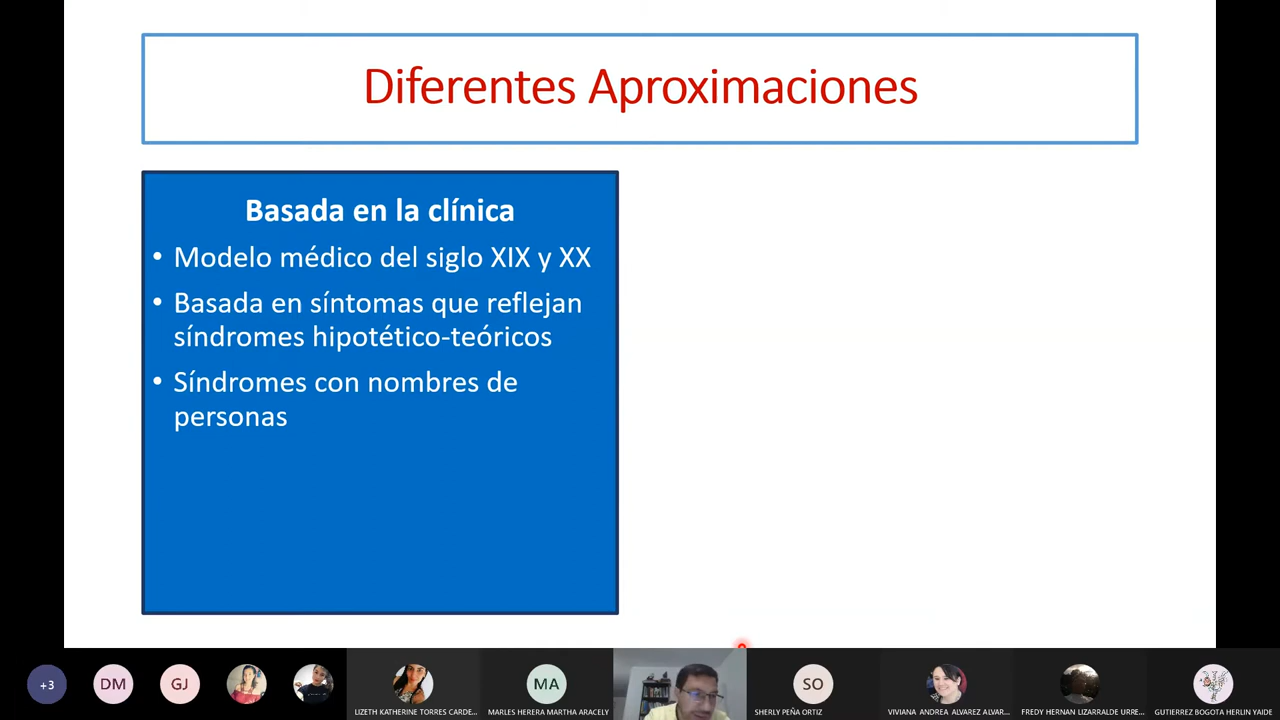 Diferentes Aproximaciones
Basada en la clínica
• Modelo médico del siglo XIX y XX
• Basada en síntomas que reflejan
síndromes hipotético-teóricos
• Síndromes con nombres de
personas
+3
DM
GJ
LIZETH KATHERINE TORRES CARDE...
MA
MARLES HERERA MARTHA ARACELY
SO
SHERLY PEÑA ORTIZ
VIVIANA ANDREA ALVAREZ ALVAR...
FREDY HERNAN LIZARRALDE URRE...
GUTIERREZ BOGOTA HERLIN YAIDE